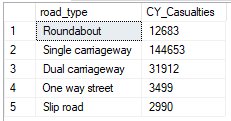 road_type CY_Casualties
1 Roundabout 12683
2 Single carriageway 144653
3 Dual carriageway 31912
4 One way street 3499
5 Slip road 2990